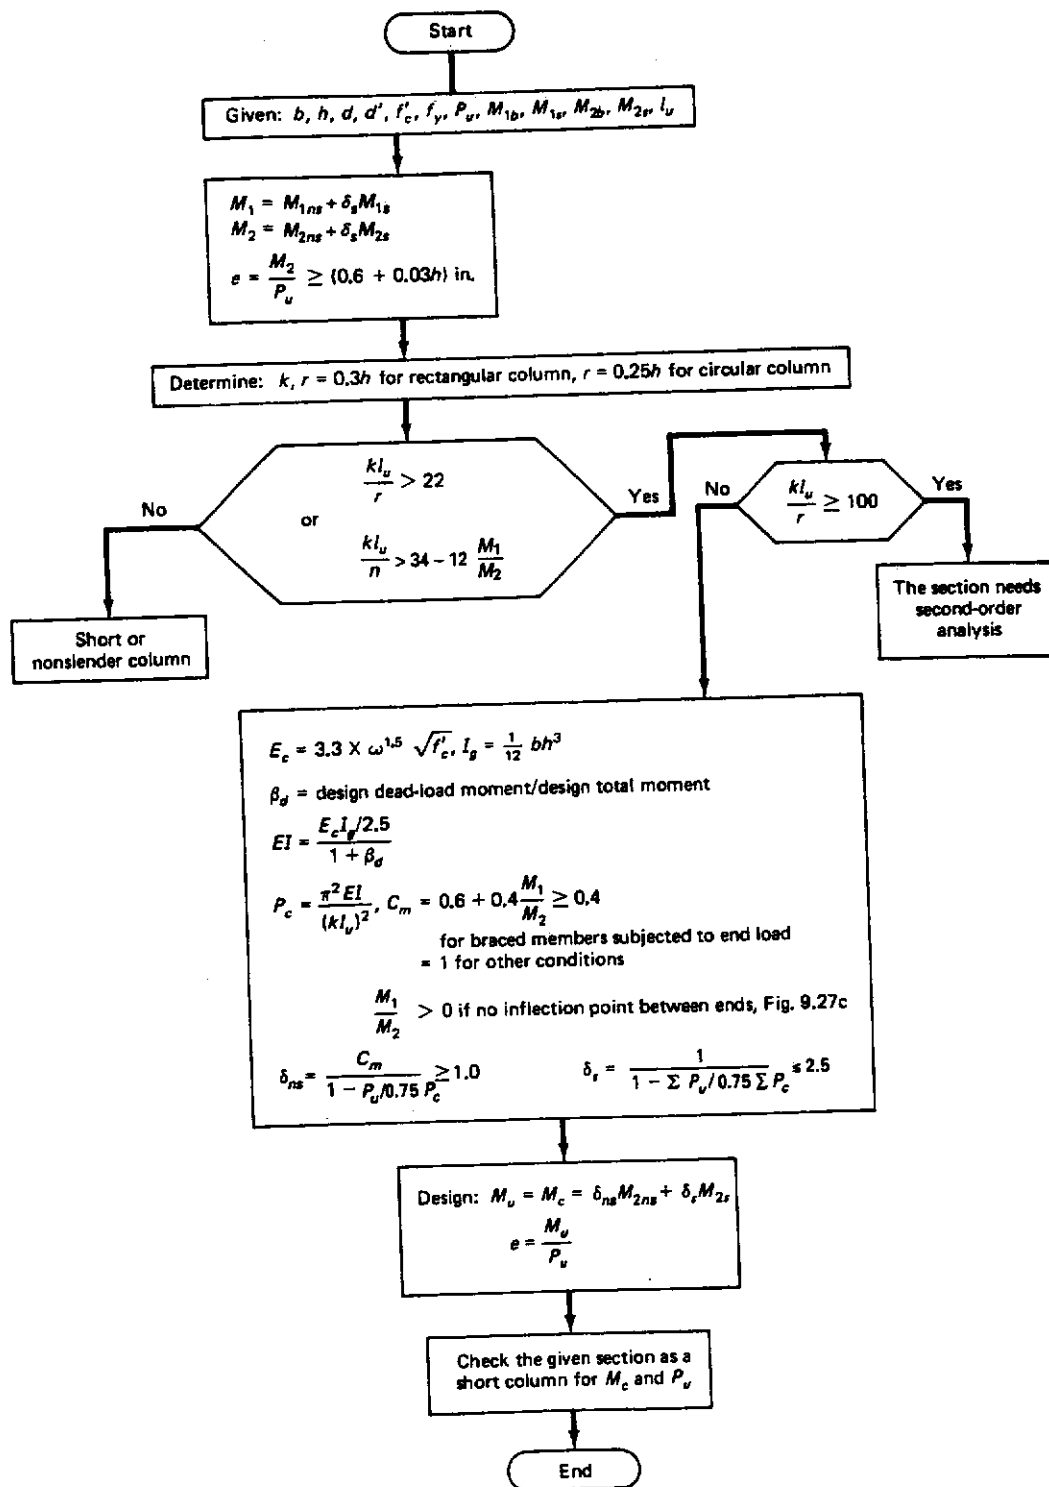 Start
Given: b, h, d, d', f'c, fy, Pu, M1b, M1s, M2b, M2s, lu
M1 = M1ns + δsM1s
M2 = M2ns + δsM2s
e = M2/Pu ≥ (0.6 + 0.03h) in.
Determine: k, r = 0.3h for rectangular column, r = 0.25h for circular column
klu/r > 22
or
klu/n > 34 – 12 M1/M2
No
Yes
No
klu/r ≥ 100
Yes
Short or
nonslender column
The section needs
second-order
analysis
Ec = 3.3 X ω^1.5 √f'c, Ig = 1/12 bh³
βd = design dead-load moment/design total moment
EI = EcIg/2.5 / 1 + βd
Pc = π² EI / (klu)², Cm = 0.6 + 0.4 M1/M2 ≥ 0.4
for braced members subjected to end load
= 1 for other conditions
M1/M2 > 0 if no inflection point between ends, Fig. 9.27c
δns = Cm / 1 – Pu/0.75 Pc ≥ 1.0 δs = 1 / 1 – Σ Pu/0.75 Σ Pc ≤ 2.5
Design: Mu = Mc = δnsM2ns + δsM2s
e = Mu/Pu
Check the given section as a
short column for Mc and Pu
End